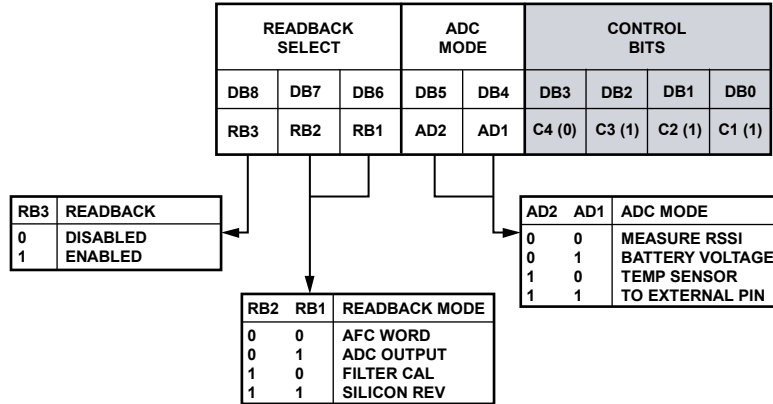 READBACK SELECT ADC MODE CONTROL BITS
DB8 DB7 DB6 DB5 DB4 DB3 DB2 DB1 DB0
RB3 RB2 RB1 AD2 AD1 C4 (0) C3 (1) C2 (1) C1 (1)
RB3 READBACK
0 DISABLED
1 ENABLED
AD2 AD1 ADC MODE
0 0 MEASURE RSSI
0 1 BATTERY VOLTAGE
1 0 TEMP SENSOR
1 1 TO EXTERNAL PIN
RB2 RB1 READBACK MODE
0 0 AFC WORD
0 1 ADC OUTPUT
1 0 FILTER CAL
1 1 SILICON REV